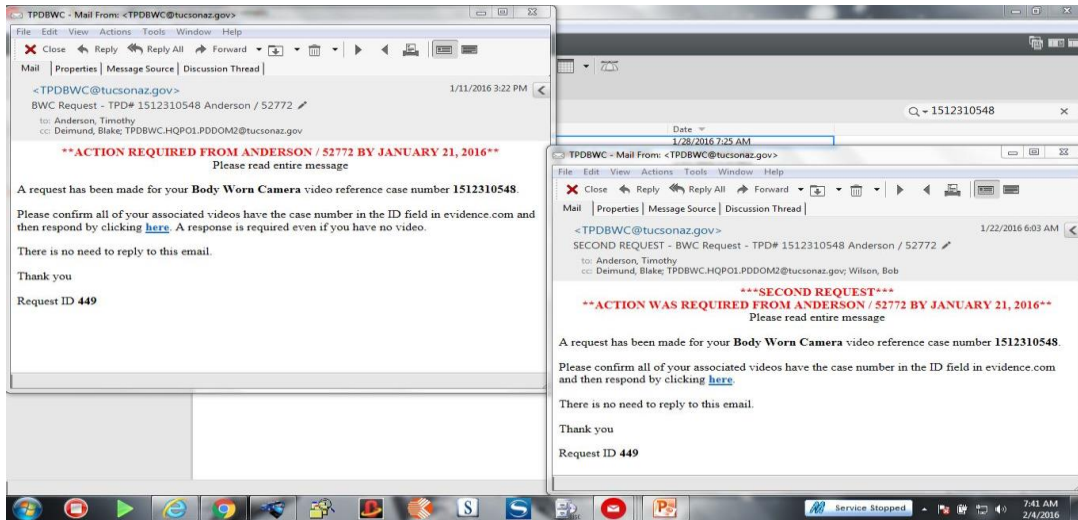 TPDBWC - Mail From: <TPDBWC@tucsonaz.gov>
File Edit View Actions Tools Window Help
Close Reply Reply All Forward
Mail Properties Message Source Discussion Thread
<TPDBWC@tucsonaz.gov> 1/11/2016 3:22 PM
BWC Request - TPD# 1512310548 Anderson / 52772
to: Anderson, Timothy
cc: Deimund, Blake; TPDBWC.HQPO1.PDDOM2@tucsonaz.gov
**ACTION REQUIRED FROM ANDERSON / 52772 BY JANUARY 21, 2016**
Please read entire message
A request has been made for your Body Worn Camera video reference case number 1512310548.
Please confirm all of your associated videos have the case number in the ID field in evidence.com and
then respond by clicking here. A response is required even if you have no video.
There is no need to reply to this email.
Thank you
Request ID 449
1512310548
Date
1/28/2016 7:25 AM
TPDBWC - Mail From: <TPDBWC@tucsonaz.gov>
File Edit View Actions Tools Window Help
Close Reply Reply All Forward
Mail Properties Message Source Discussion Thread
<TPDBWC@tucsonaz.gov> 1/22/2016 6:03 AM
SECOND REQUEST - BWC Request - TPD# 1512310548 Anderson / 52772
to: Anderson, Timothy
cc: Deimund, Blake; TPDBWC.HQPO1.PDDOM2@tucsonaz.gov; Wilson, Bob
***SECOND REQUEST***
**ACTION WAS REQUIRED FROM ANDERSON / 52772 BY JANUARY 21, 2016**
Please read entire message
A request has been made for your Body Worn Camera video reference case number 1512310548.
Please confirm all of your associated videos have the case number in the ID field in evidence.com
and then respond by clicking here.
There is no need to reply to this email.
Thank you
Request ID 449
Service Stopped
7:41 AM
2/4/2016